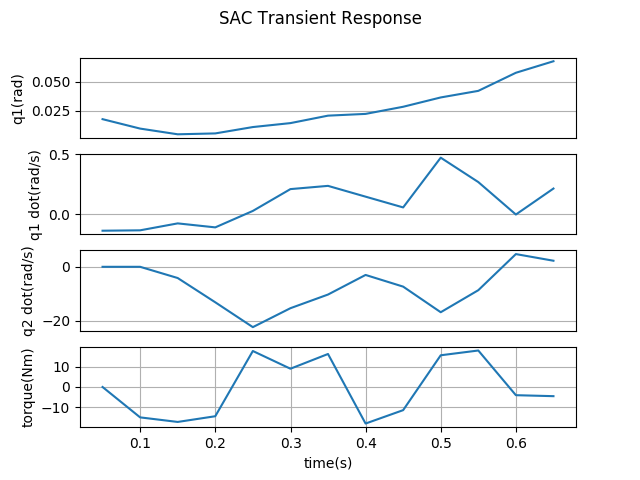 SAC Transient Response
q1(rad)
0.050
0.025
q1 dot(rad/s)
0.5
0.0
q2 dot(rad/s)
0
−20
torque(Nm)
10
0
−10
0.1 0.2 0.3 0.4 0.5 0.6
time(s)